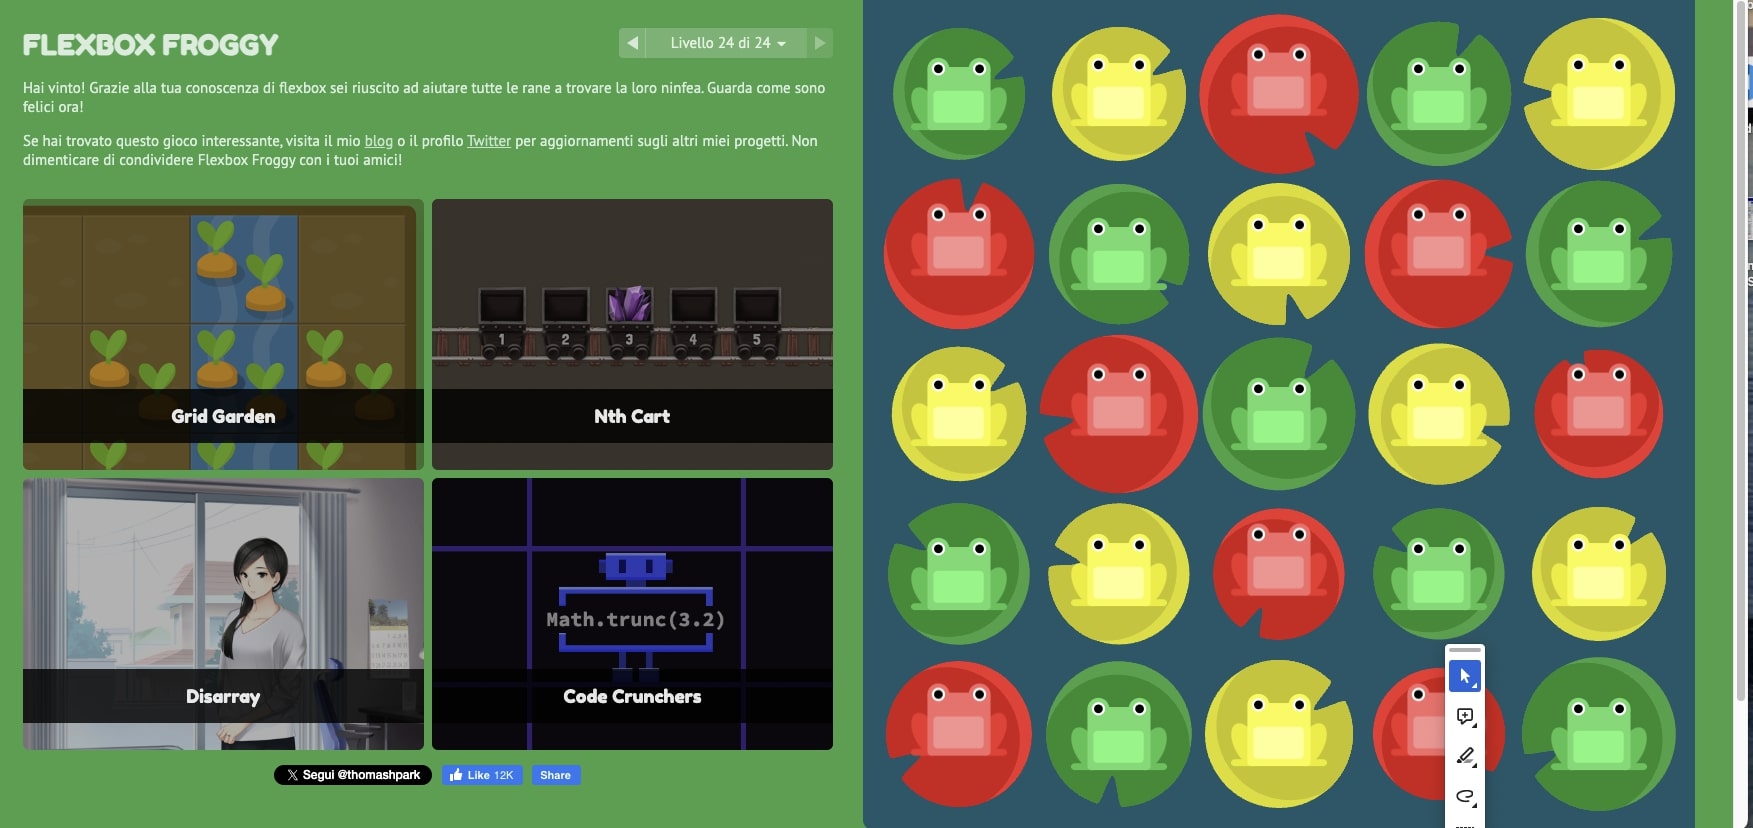 FLEXBOX FROGGY
Livello 24 di 24
Hai vinto! Grazie alla tua conoscenza di flexbox sei riuscito ad aiutare tutte le rane a trovare la loro ninfea. Guarda come sono
felici ora!
Se hai trovato questo gioco interessante, visita il mio blog o il profilo Twitter per aggiornamenti sugli altri miei progetti. Non
dimenticare di condividere Flexbox Froggy con i tuoi amici!
1 2 3 4 5
Grid Garden
Nth Cart
Math.trunc(3.2)
Disarray
Code Crunchers
Segui @thomashpark
Like 12K
Share